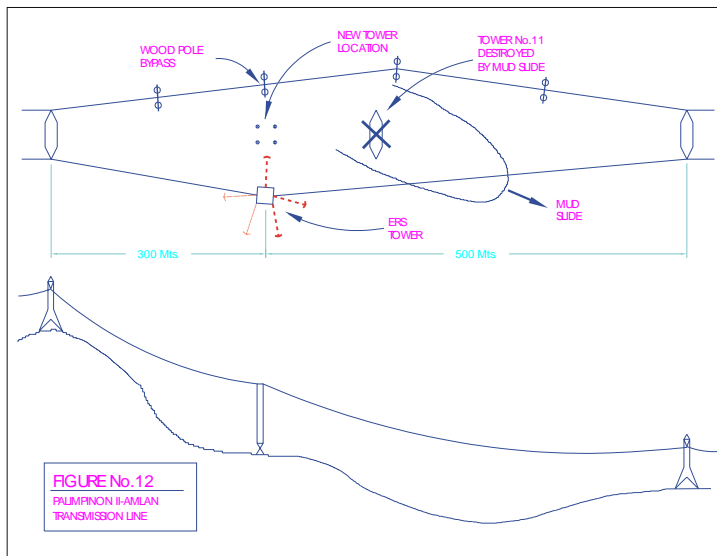 WOOD POLE
BYPASS
NEW TOWER
LOCATION
TOWER No.11
DESTROYED
BY MUD SLIDE
ERS
TOWER
MUD
SLIDE
300 Mts.
500 Mts.
FIGURE No.12
PALIMPINON II-AMLAN
TRANSMISSION LINE